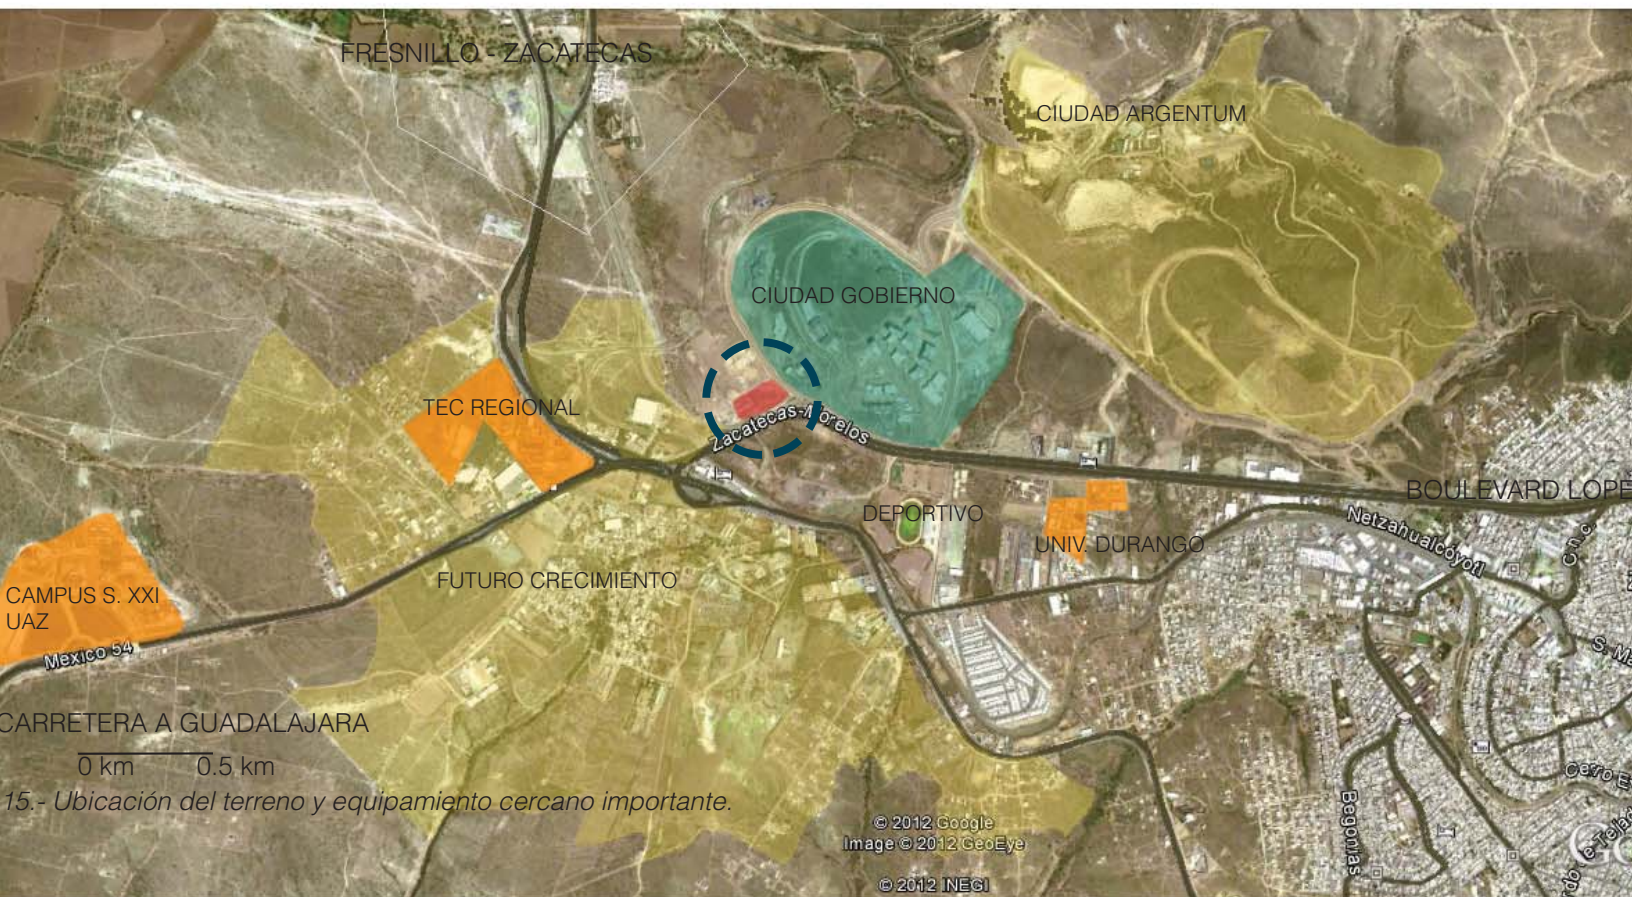 FRESNILLO - ZACATECAS
CIUDAD ARGENTUM
CIUDAD GOBIERNO
TEC REGIONAL
Zacatecas-Morelos
BOULEVARD LOPE
DEPORTIVO
Netzahualcóyotl
UNIV. DURANGO
FUTURO CRECIMIENTO
CAMPUS S. XXI
UAZ
Mexico 54
S. Ma
CARRETERA A GUADALAJARA
0 km 0.5 km
15.- Ubicación del terreno y equipamiento cercano importante.
Begonias
© 2012 Google
Image © 2012 GeoEye
© 2012 INEGI